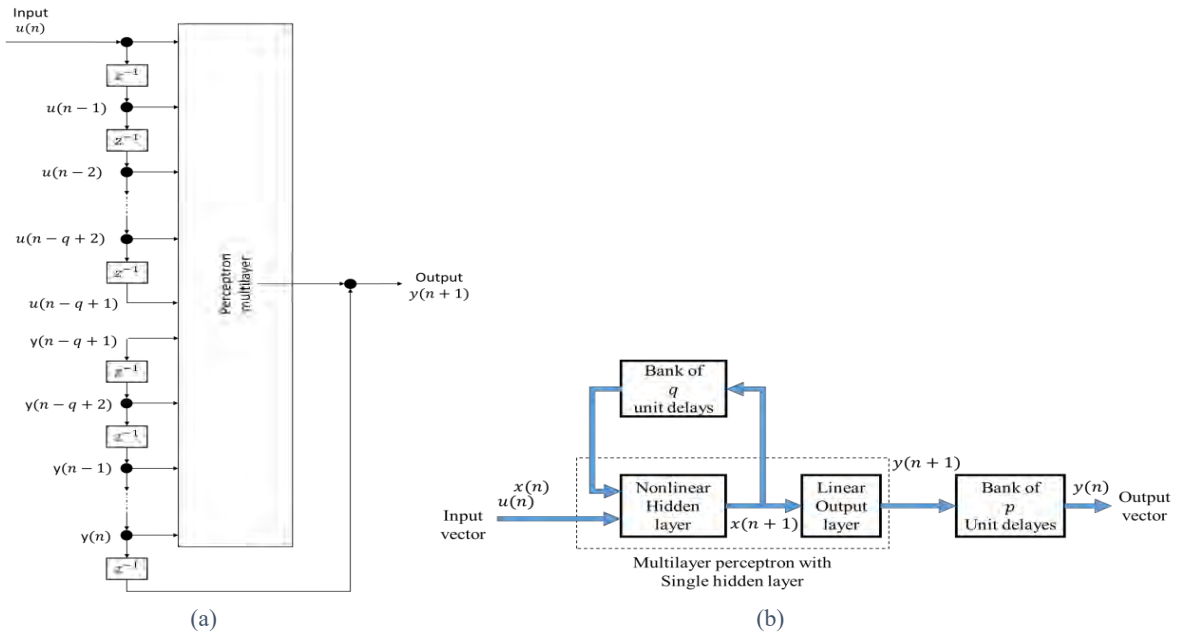 Input
u(n)
z⁻¹
u(n − 1)
z⁻¹
u(n − 2)
u(n − q + 2)
z⁻¹
u(n − q + 1)
y(n − q + 1)
z⁻¹
y(n − q + 2)
z⁻¹
y(n − 1)
y(n)
z⁻¹
Perceptron
multilayer
Output
y(n + 1)
(a)
Bank of
q
unit delays
x(n)
u(n)
Input
vector
Nonlinear
Hidden
layer
x(n + 1)
Linear
Output
layer
y(n + 1)
Bank of
p
Unit delayes
y(n)
Output
vector
Multilayer perceptron with
Single hidden layer
(b)